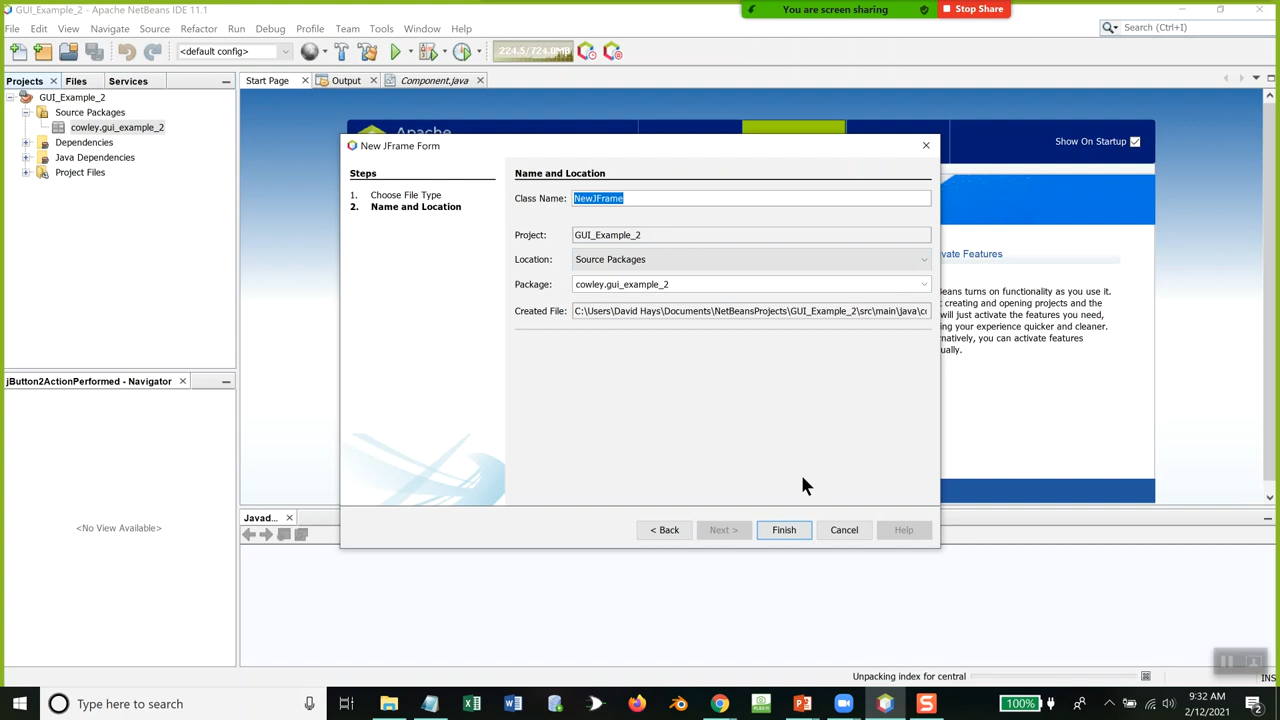 GUI_Example_2 - Apache NetBeans IDE 11.1
You are screen sharing
Stop Share
File Edit View Navigate Source Refactor Run Debug Profile Team Tools Window Help
Search (Ctrl+I)
<default config>
224.5/724.0MB
Projects Files Services
Start Page Output Component.java
GUI_Example_2
Source Packages
cowley.gui_example_2
Dependencies
Java Dependencies
Project Files
Apache
Show On Startup
New JFrame Form
Steps
1. Choose File Type
2. Name and Location
Name and Location
Class Name: NewJFrame
Project: GUI_Example_2
Location: Source Packages
Package: cowley.gui_example_2
Created File: C:\Users\David Hays\Documents\NetBeansProjects\GUI_Example_2\src\main\java\c
vate Features
eans turns on functionality as you use it.
creating and opening projects and the
will just activate the features you need,
ing your experience quicker and cleaner.
rnatively, you can activate features
ually.
< Back Next > Finish Cancel Help
jButton2ActionPerformed - Navigator
<No View Available>
Javad...
Unpacking index for central
INS
Type here to search
100%
9:32 AM
2/12/2021
2